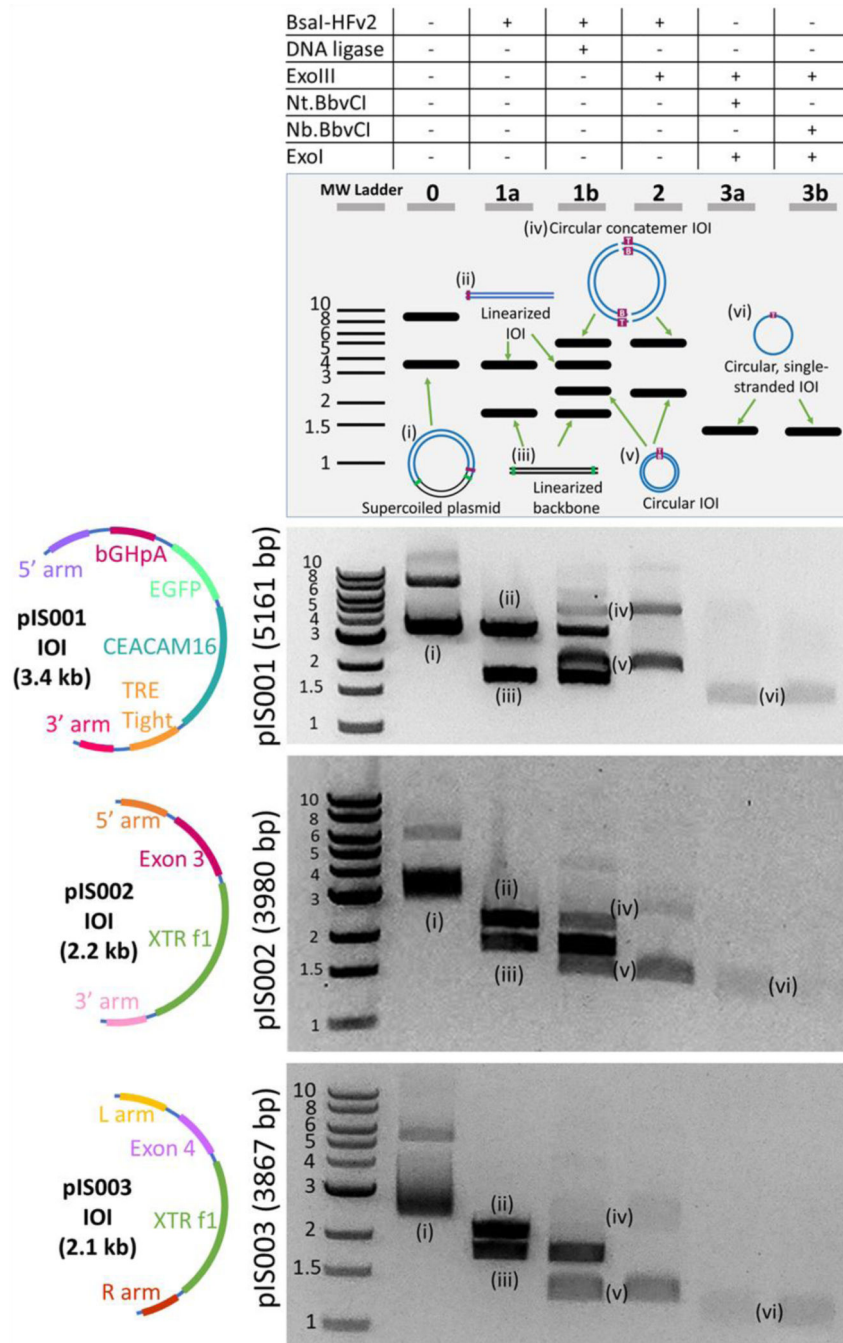 BsaI-HFv2 - + + + - -
DNA ligase - - + - - -
ExoIII - - - + + +
Nt.BbvCI - - - - + -
Nb.BbvCI - - - - - +
ExoI - - - - + +
MW Ladder 0 1a 1b 2 3a 3b
(iv) Circular concatemer IOI
T
B
(ii)
Linearized
IOI
B
T
(vi)
T
Circular, single-
stranded IOI
10
8
6
5
4
3
2
1.5
1
(i)
Supercoiled plasmid
(iii)
Linearized
backbone
(v)
Circular IOI
5' arm
bGHpA
EGFP
pIS001
IOI
(3.4 kb)
CEACAM16
TRE
Tight
3' arm
pIS001 (5161 bp)
10
8
6
5
4
3
2
1.5
1
(i)
(ii)
(iii)
(iv)
(v)
(vi)
5' arm
Exon 3
pIS002
IOI
(2.2 kb)
XTR f1
3' arm
pIS002 (3980 bp)
10
8
6
5
4
3
2
1.5
1
(i)
(ii)
(iii)
(iv)
(v)
(vi)
L arm
Exon 4
pIS003
IOI
(2.1 kb)
XTR f1
R arm
pIS003 (3867 bp)
10
8
6
5
4
3
2
1.5
1
(i)
(ii)
(iii)
(iv)
(v)
(vi)